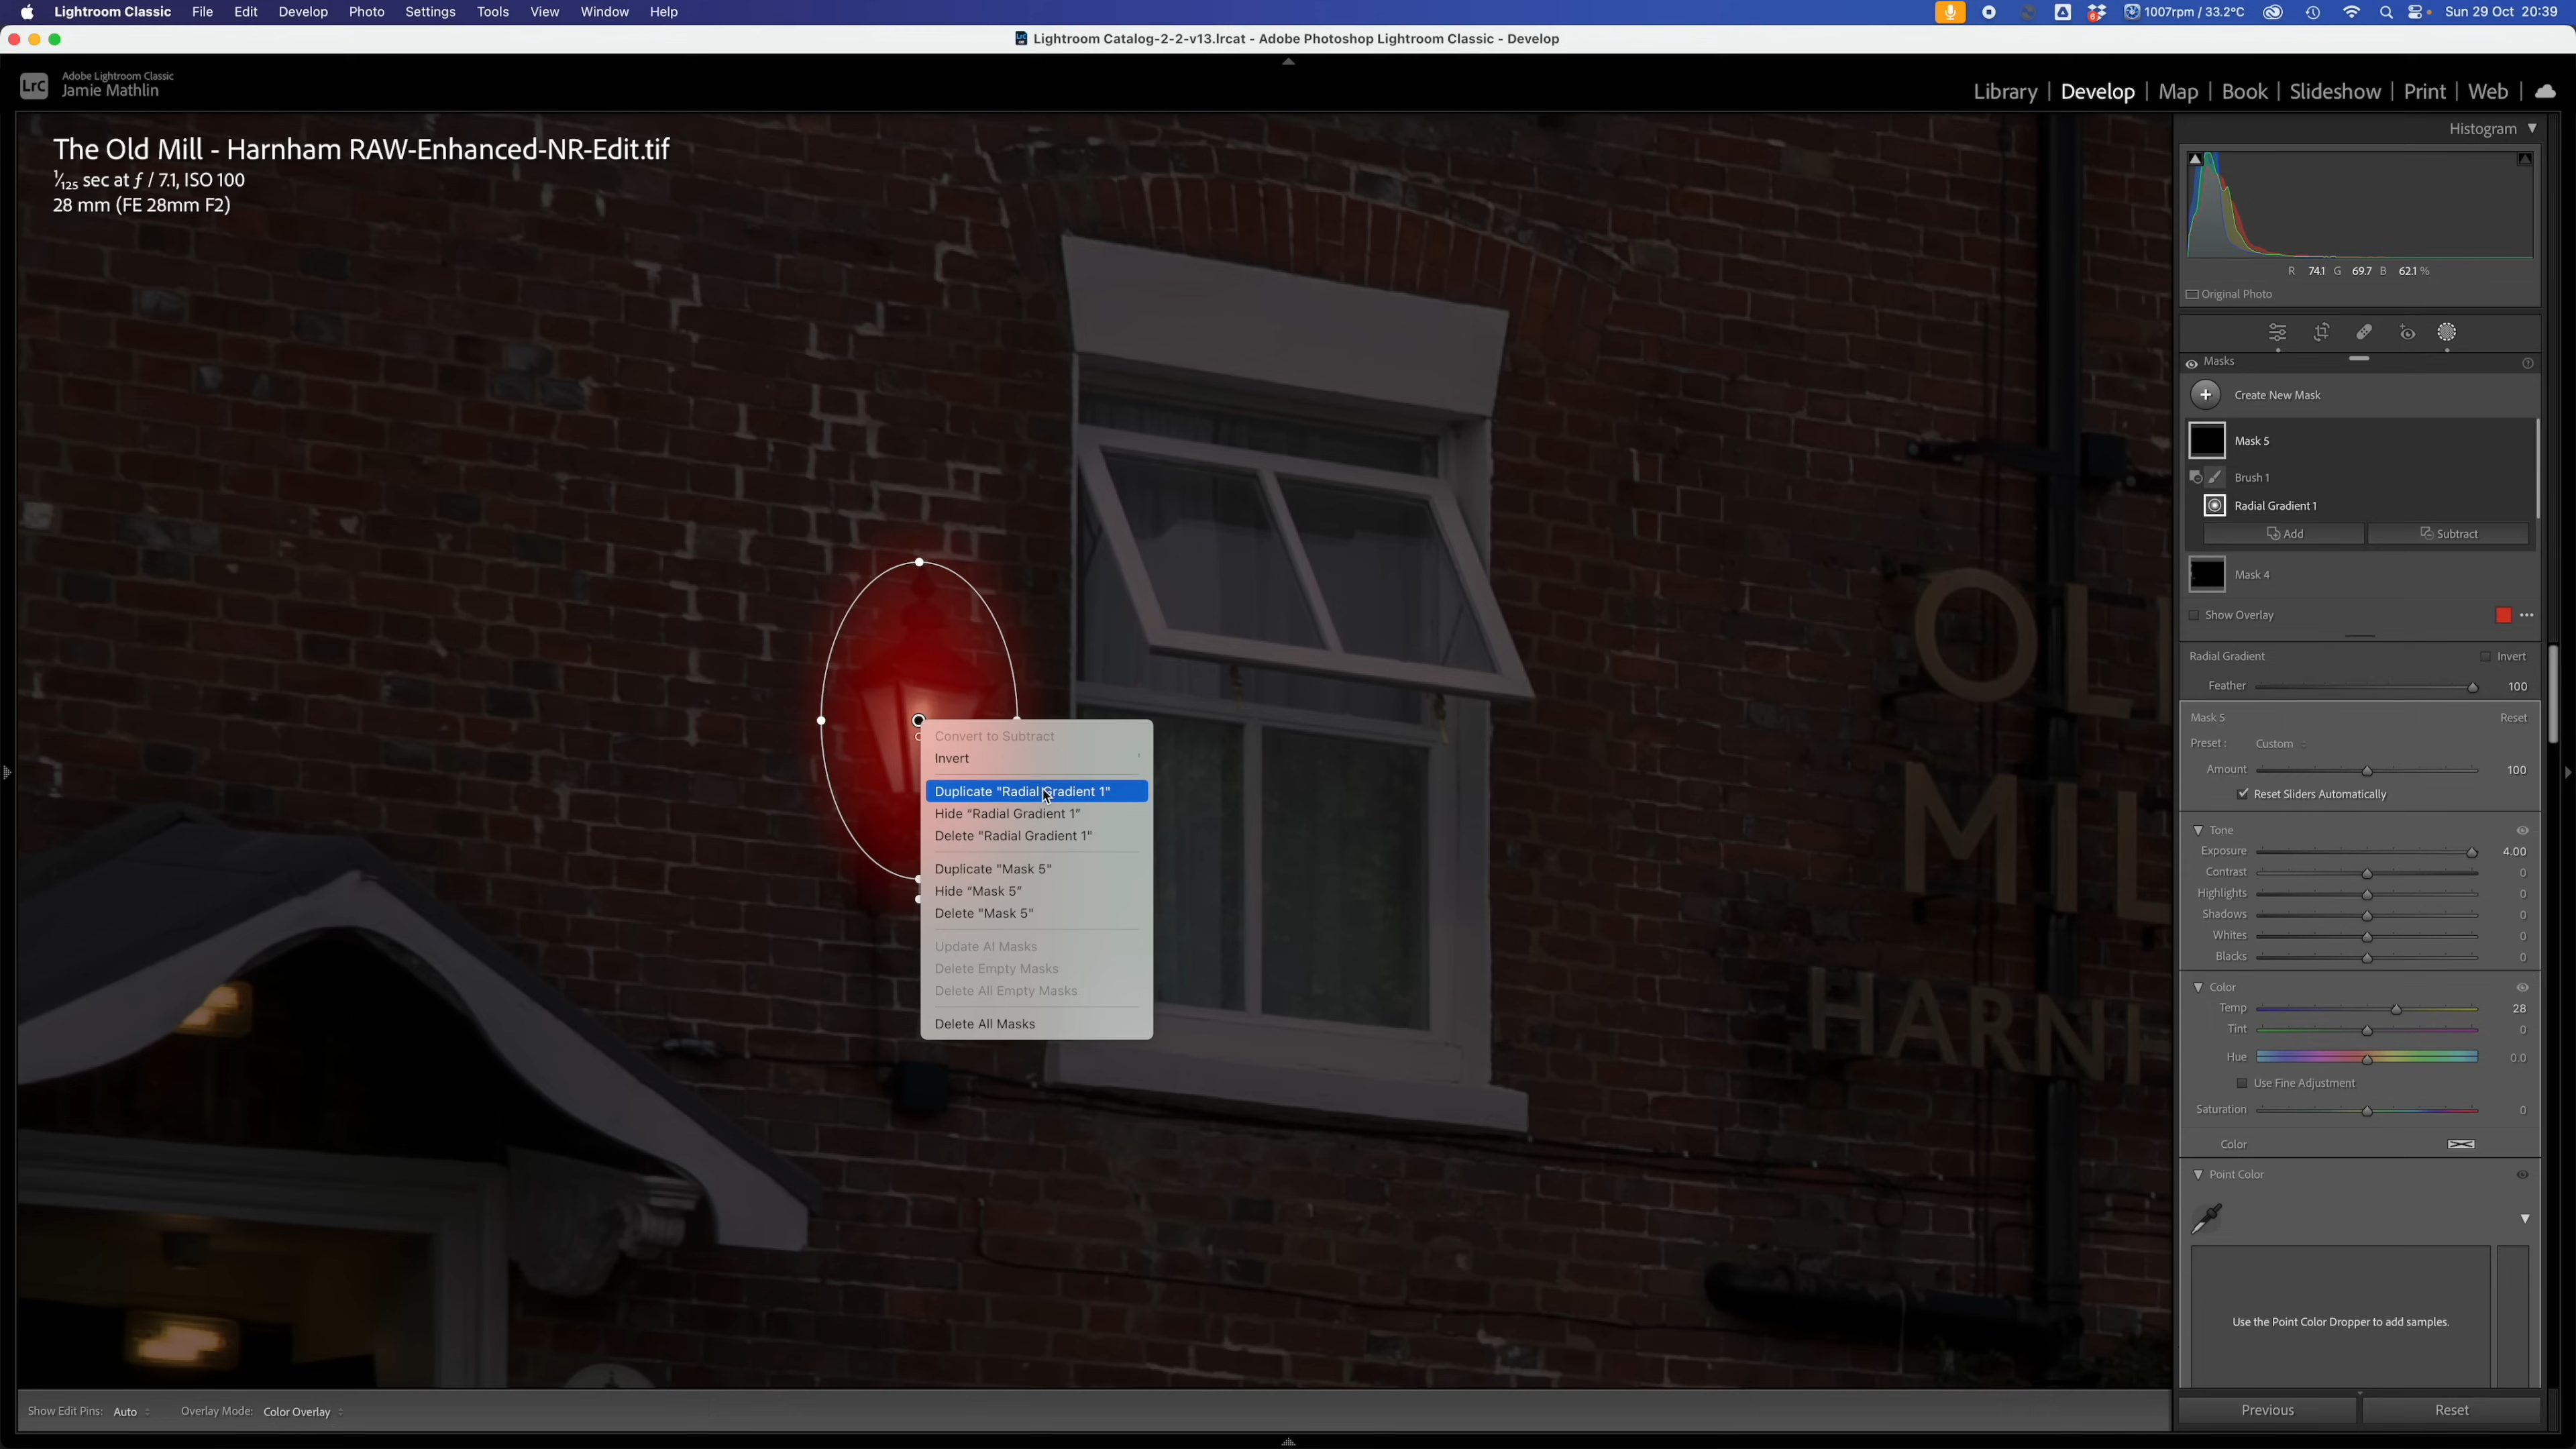 Lightroom Classic File Edit Develop Photo Settings Tools View Window Help
6 1007rpm / 33.2°C Sun 29 Oct 20:39
Lightroom Catalog-2-2-v13.lrcat - Adobe Photoshop Lightroom Classic - Develop
LrC
Adobe Lightroom Classic
Jamie Mathlin
Library | Develop | Map | Book | Slideshow | Print | Web |
The Old Mill - Harnham RAW-Enhanced-NR-Edit.tif
1/125 sec at ƒ / 7.1, ISO 100
28 mm (FE 28mm F2)
OL
MIL
HARNH
Convert to Subtract
Invert
Duplicate "Radial Gradient 1"
Hide "Radial Gradient 1"
Delete "Radial Gradient 1"
Duplicate "Mask 5"
Hide "Mask 5"
Delete "Mask 5"
Update AI Masks
Delete Empty Masks
Delete All Empty Masks
Delete All Masks
Histogram
R 74.1 G 69.7 B 62.1 %
Original Photo
Masks
Create New Mask
Mask 5
Brush 1
Radial Gradient 1
Add Subtract
Mask 4
Show Overlay
Radial Gradient Invert
Feather 100
Mask 5 Reset
Preset : Custom
Amount 100
Reset Sliders Automatically
Tone
Exposure 4.00
Contrast 0
Highlights 0
Shadows 0
Whites 0
Blacks 0
Color
Temp 28
Tint 0
Hue 0.0
Use Fine Adjustment
Saturation 0
Color
Point Color
Use the Point Color Dropper to add samples.
Previous Reset
Show Edit Pins: Auto Overlay Mode: Color Overlay